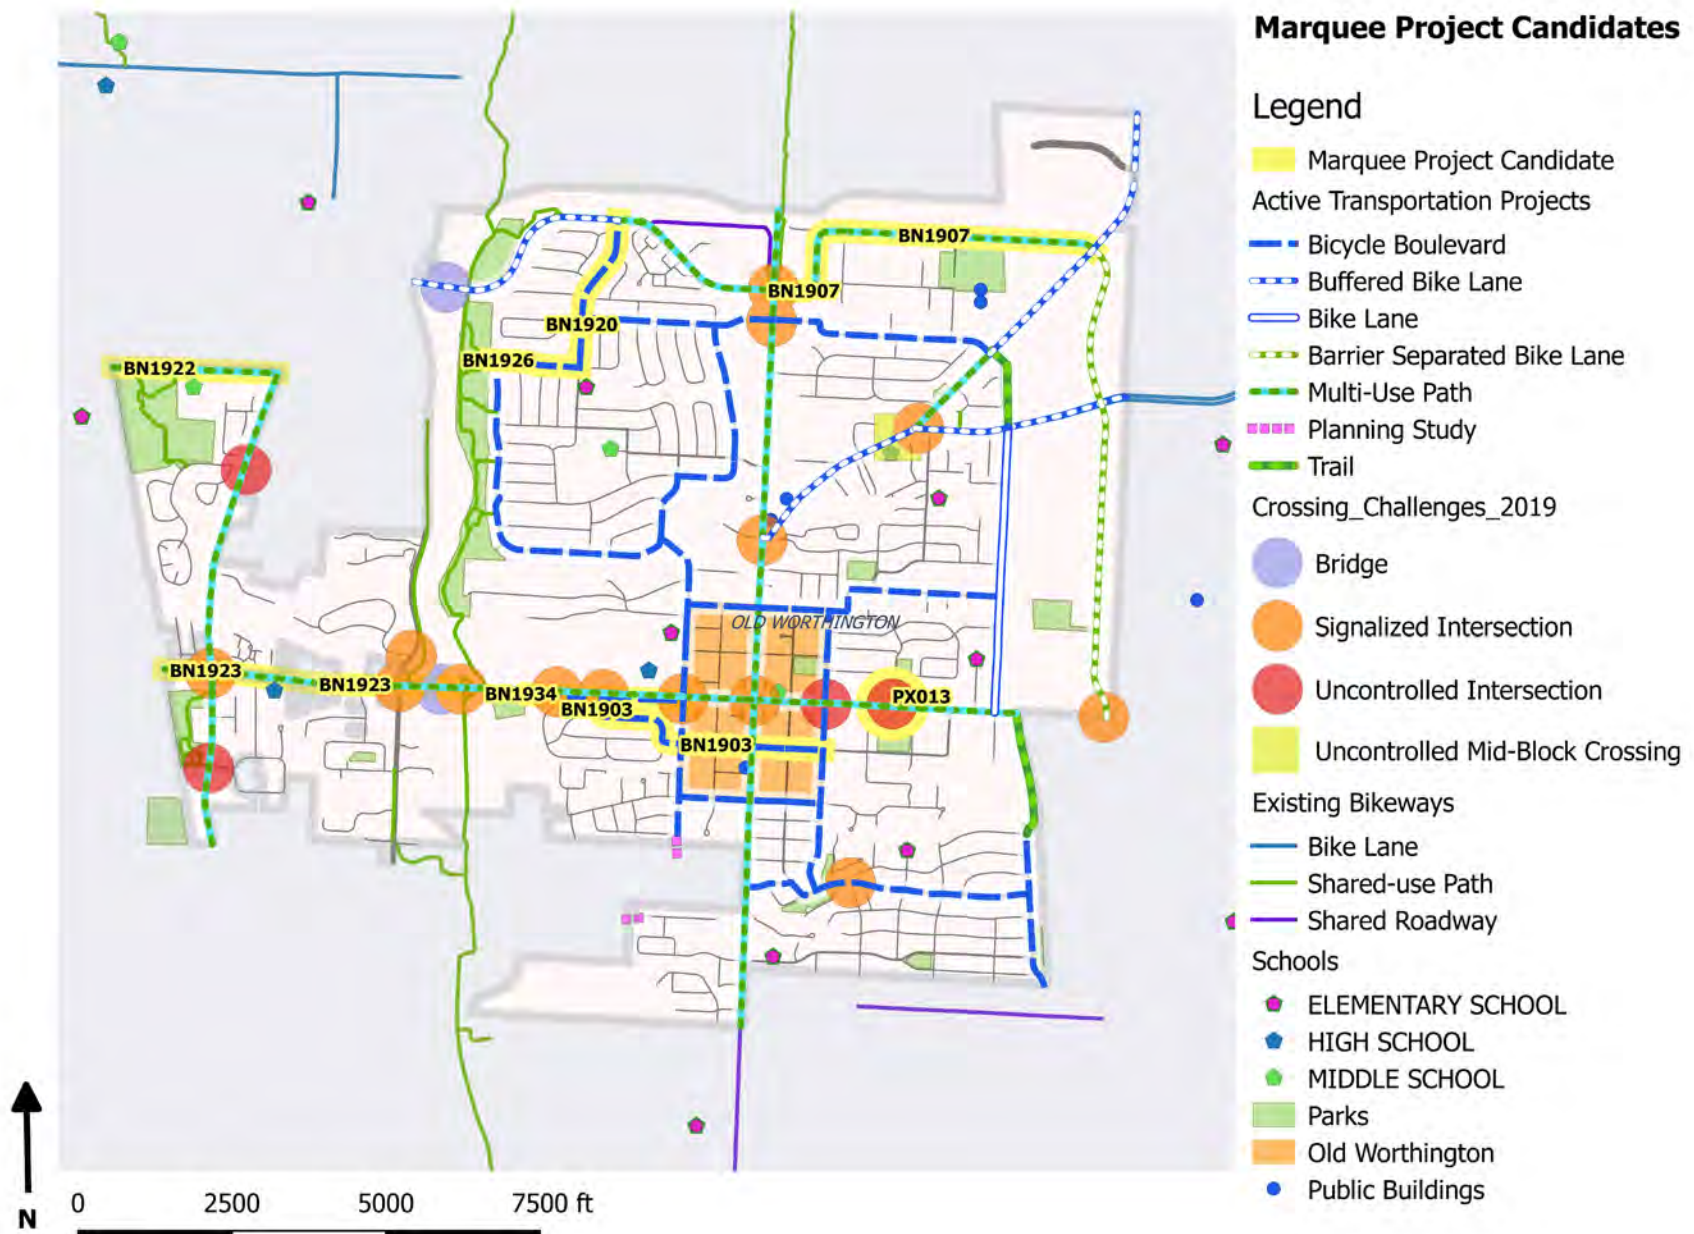 Marquee Project Candidates
Legend
Marquee Project Candidate
Active Transportation Projects
Bicycle Boulevard
Buffered Bike Lane
Bike Lane
Barrier Separated Bike Lane
Multi-Use Path
Planning Study
Trail
Crossing_Challenges_2019
Bridge
Signalized Intersection
Uncontrolled Intersection
Uncontrolled Mid-Block Crossing
Existing Bikeways
Bike Lane
Shared-use Path
Shared Roadway
Schools
ELEMENTARY SCHOOL
HIGH SCHOOL
MIDDLE SCHOOL
Parks
Old Worthington
Public Buildings
BN1907
BN1907
BN1920
BN1926
BN1922
OLD WORTHINGTON
BN1923
BN1923
BN1934
PX013
BN1903
BN1903
N
0 2500 5000 7500 ft